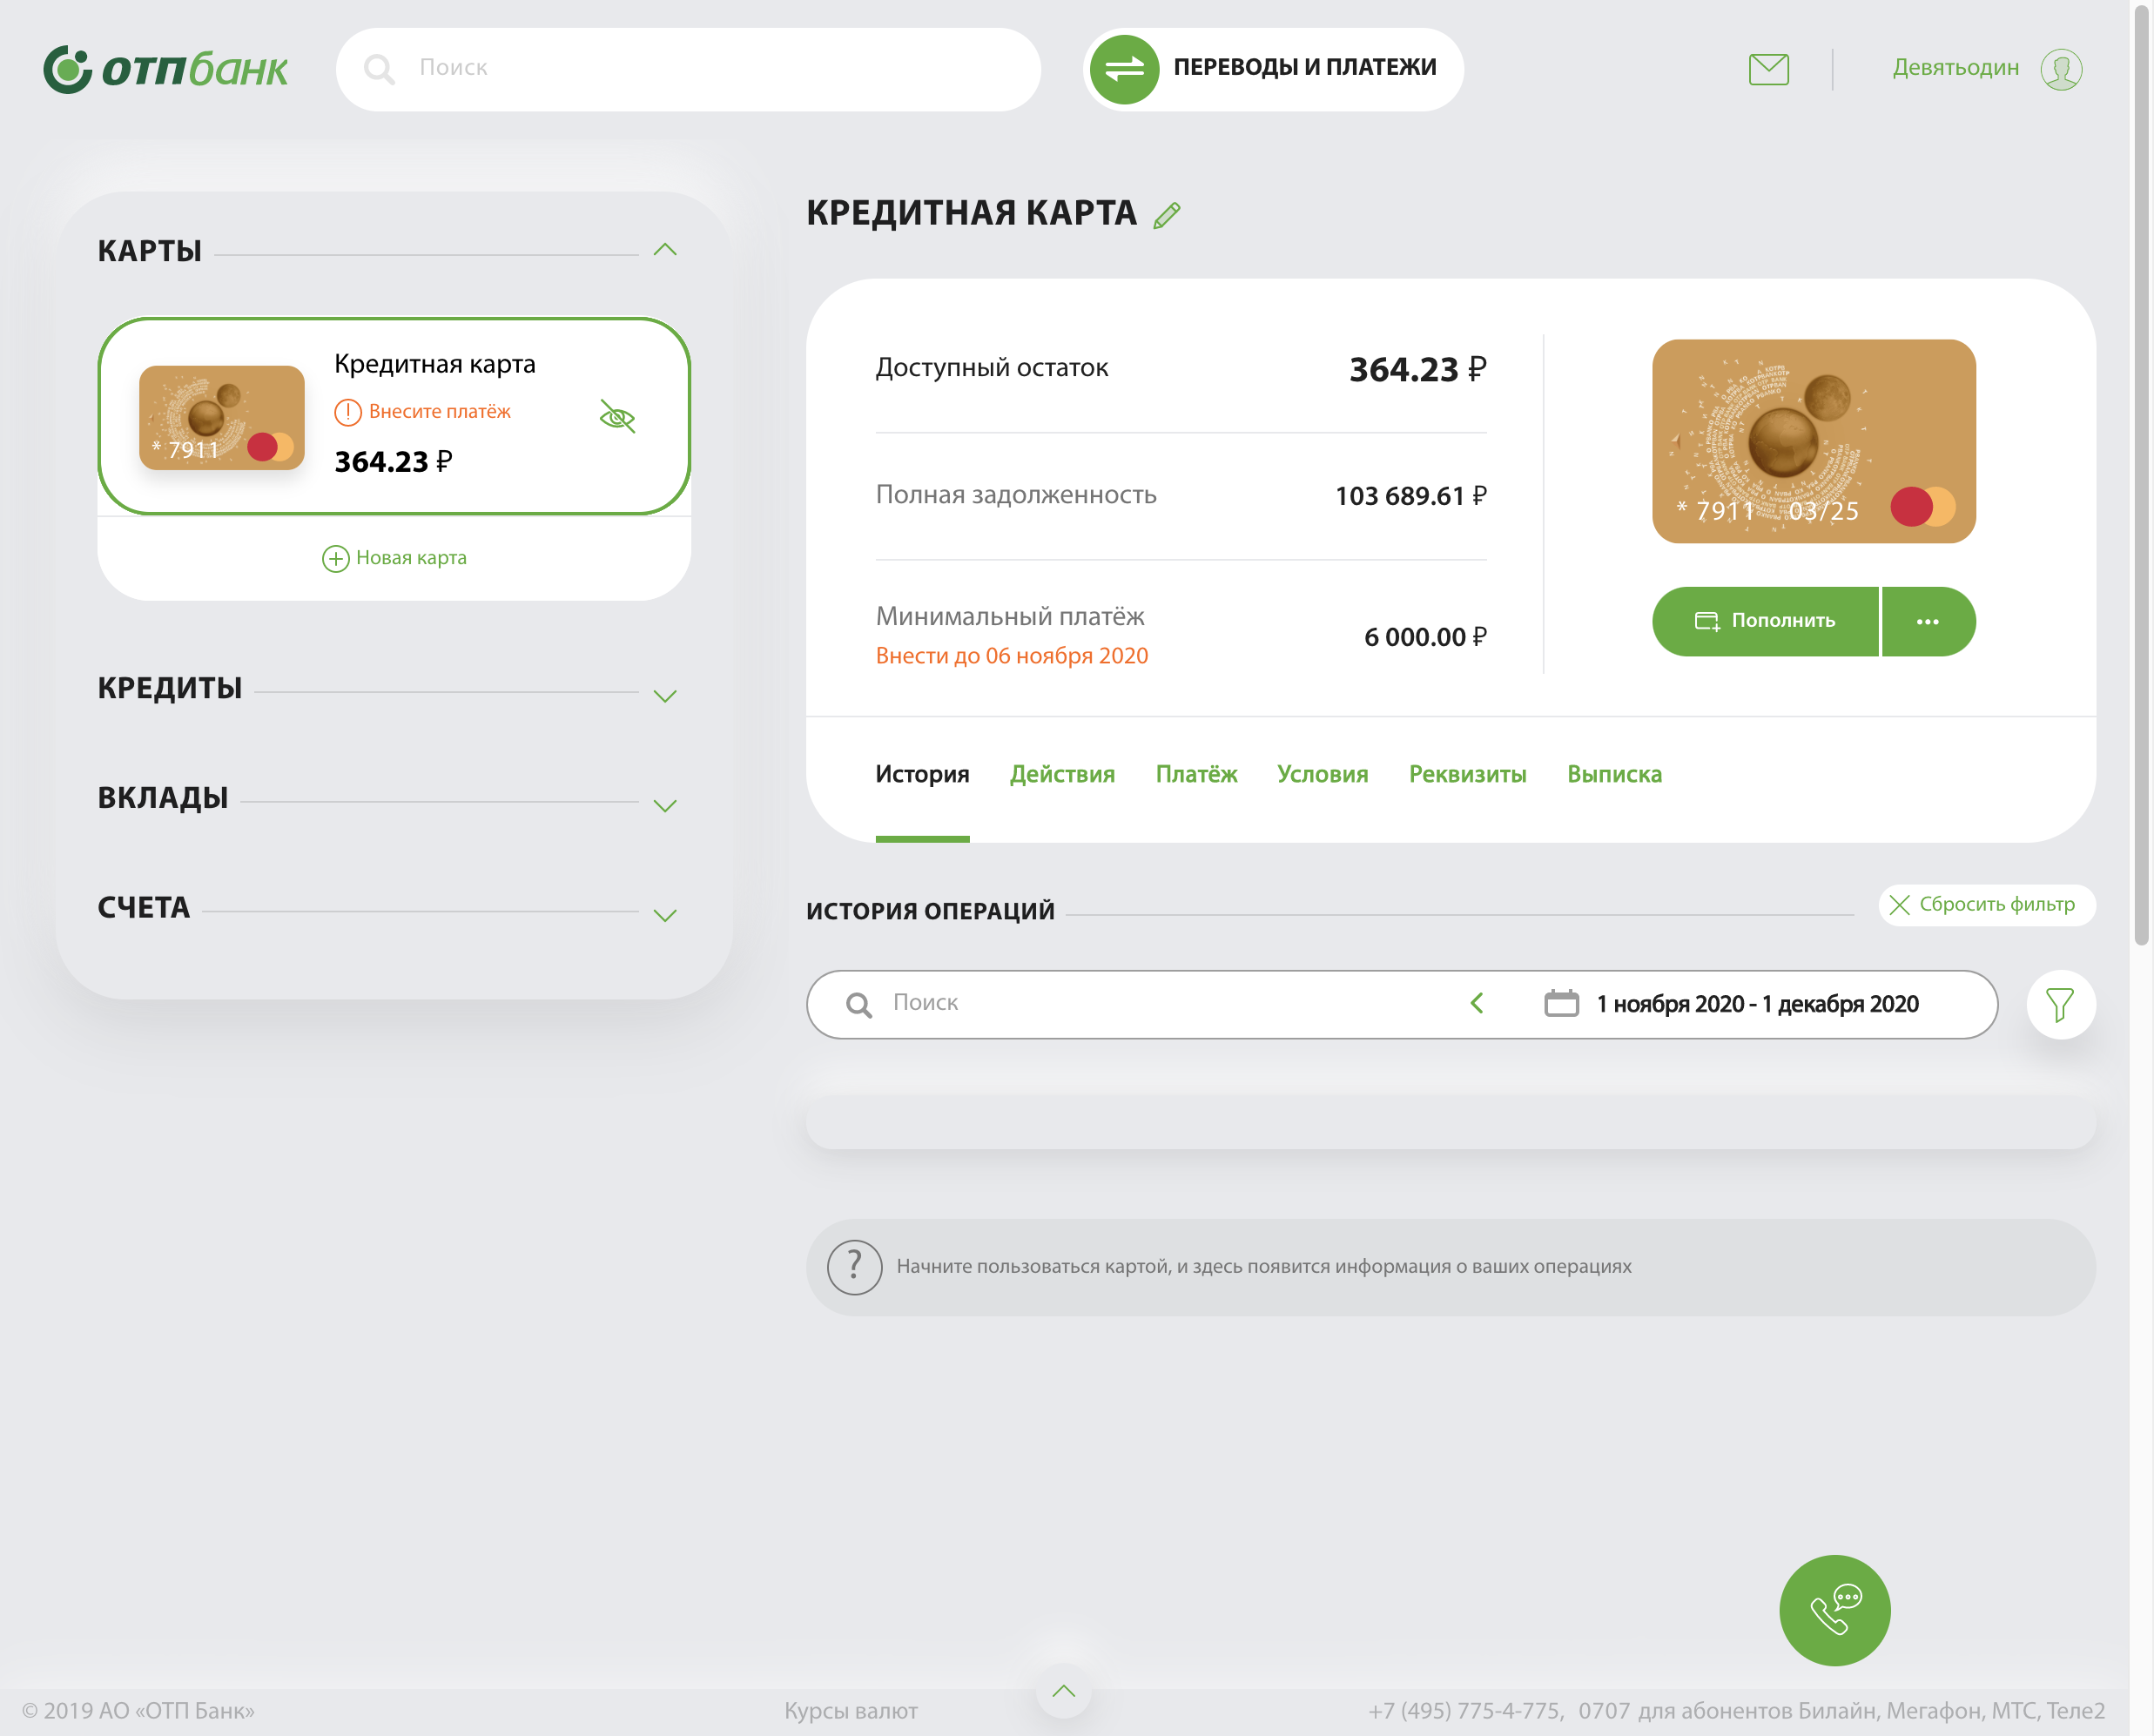 ОТПбанк
Поиск
ПЕРЕВОДЫ И ПЛАТЕЖИ
Девятьодин
КАРТЫ
Кредитная карта
Внесите платёж
* 7911
364.23 ₽
Новая карта
КРЕДИТЫ
ВКЛАДЫ
СЧЕТА
КРЕДИТНАЯ КАРТА
Доступный остаток 364.23 ₽
Полная задолженность 103 689.61 ₽
Минимальный платёж 6 000.00 ₽
Внести до 06 ноября 2020
* 7911 03/25
Пополнить
История Действия Платёж Условия Реквизиты Выписка
ИСТОРИЯ ОПЕРАЦИЙ
Сбросить фильтр
Поиск
1 ноября 2020 - 1 декабря 2020
? Начните пользоваться картой, и здесь появится информация о ваших операциях
© 2019 АО «ОТП Банк» Курсы валют +7 (495) 775-4-775, 0707 для абонентов Билайн, Мегафон, МТС, Теле2